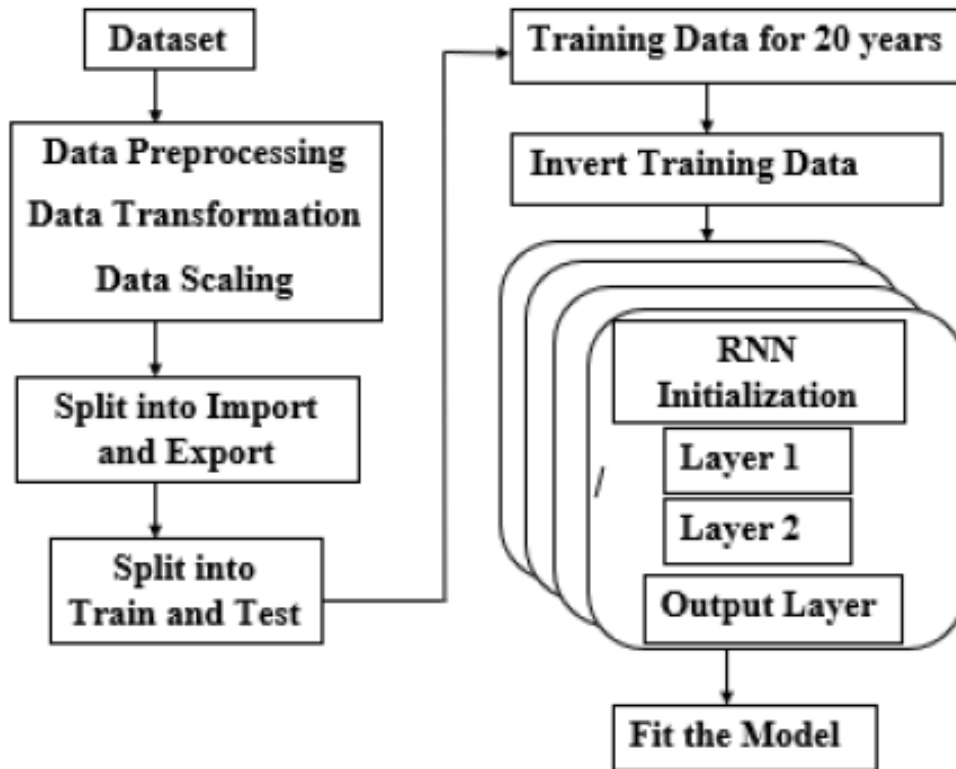 Dataset
Data Preprocessing
Data Transformation
Data Scaling
Split into Import
and Export
Split into
Train and Test
Training Data for 20 years
Invert Training Data
RNN
Initialization
Layer 1
/
Layer 2
Output Layer
Fit the Model